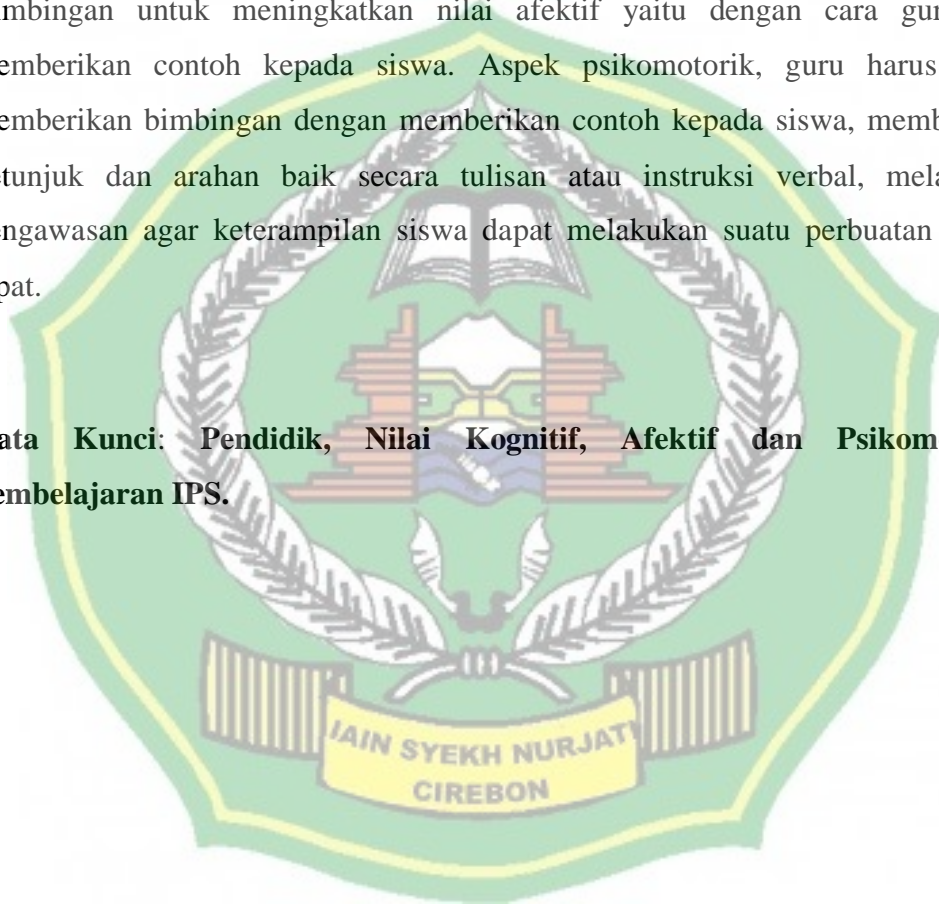 imbingan untuk meningkatkan nilai afektif yaitu dengan cara gur
emberikan contoh kepada siswa. Aspek psikomotorik, guru harus
emberikan bimbingan dengan memberikan contoh kepada siswa, memb
etunjuk dan arahan baik secara tulisan atau instruksi verbal, mela
engawasan agar keterampilan siswa dapat melakukan suatu perbuatan
pat.
ata Kunci: Pendidik, Nilai Kognitif, Afektif dan Psikom
embelajaran IPS.
IAIN SYEKH NURJATI
CIREBON